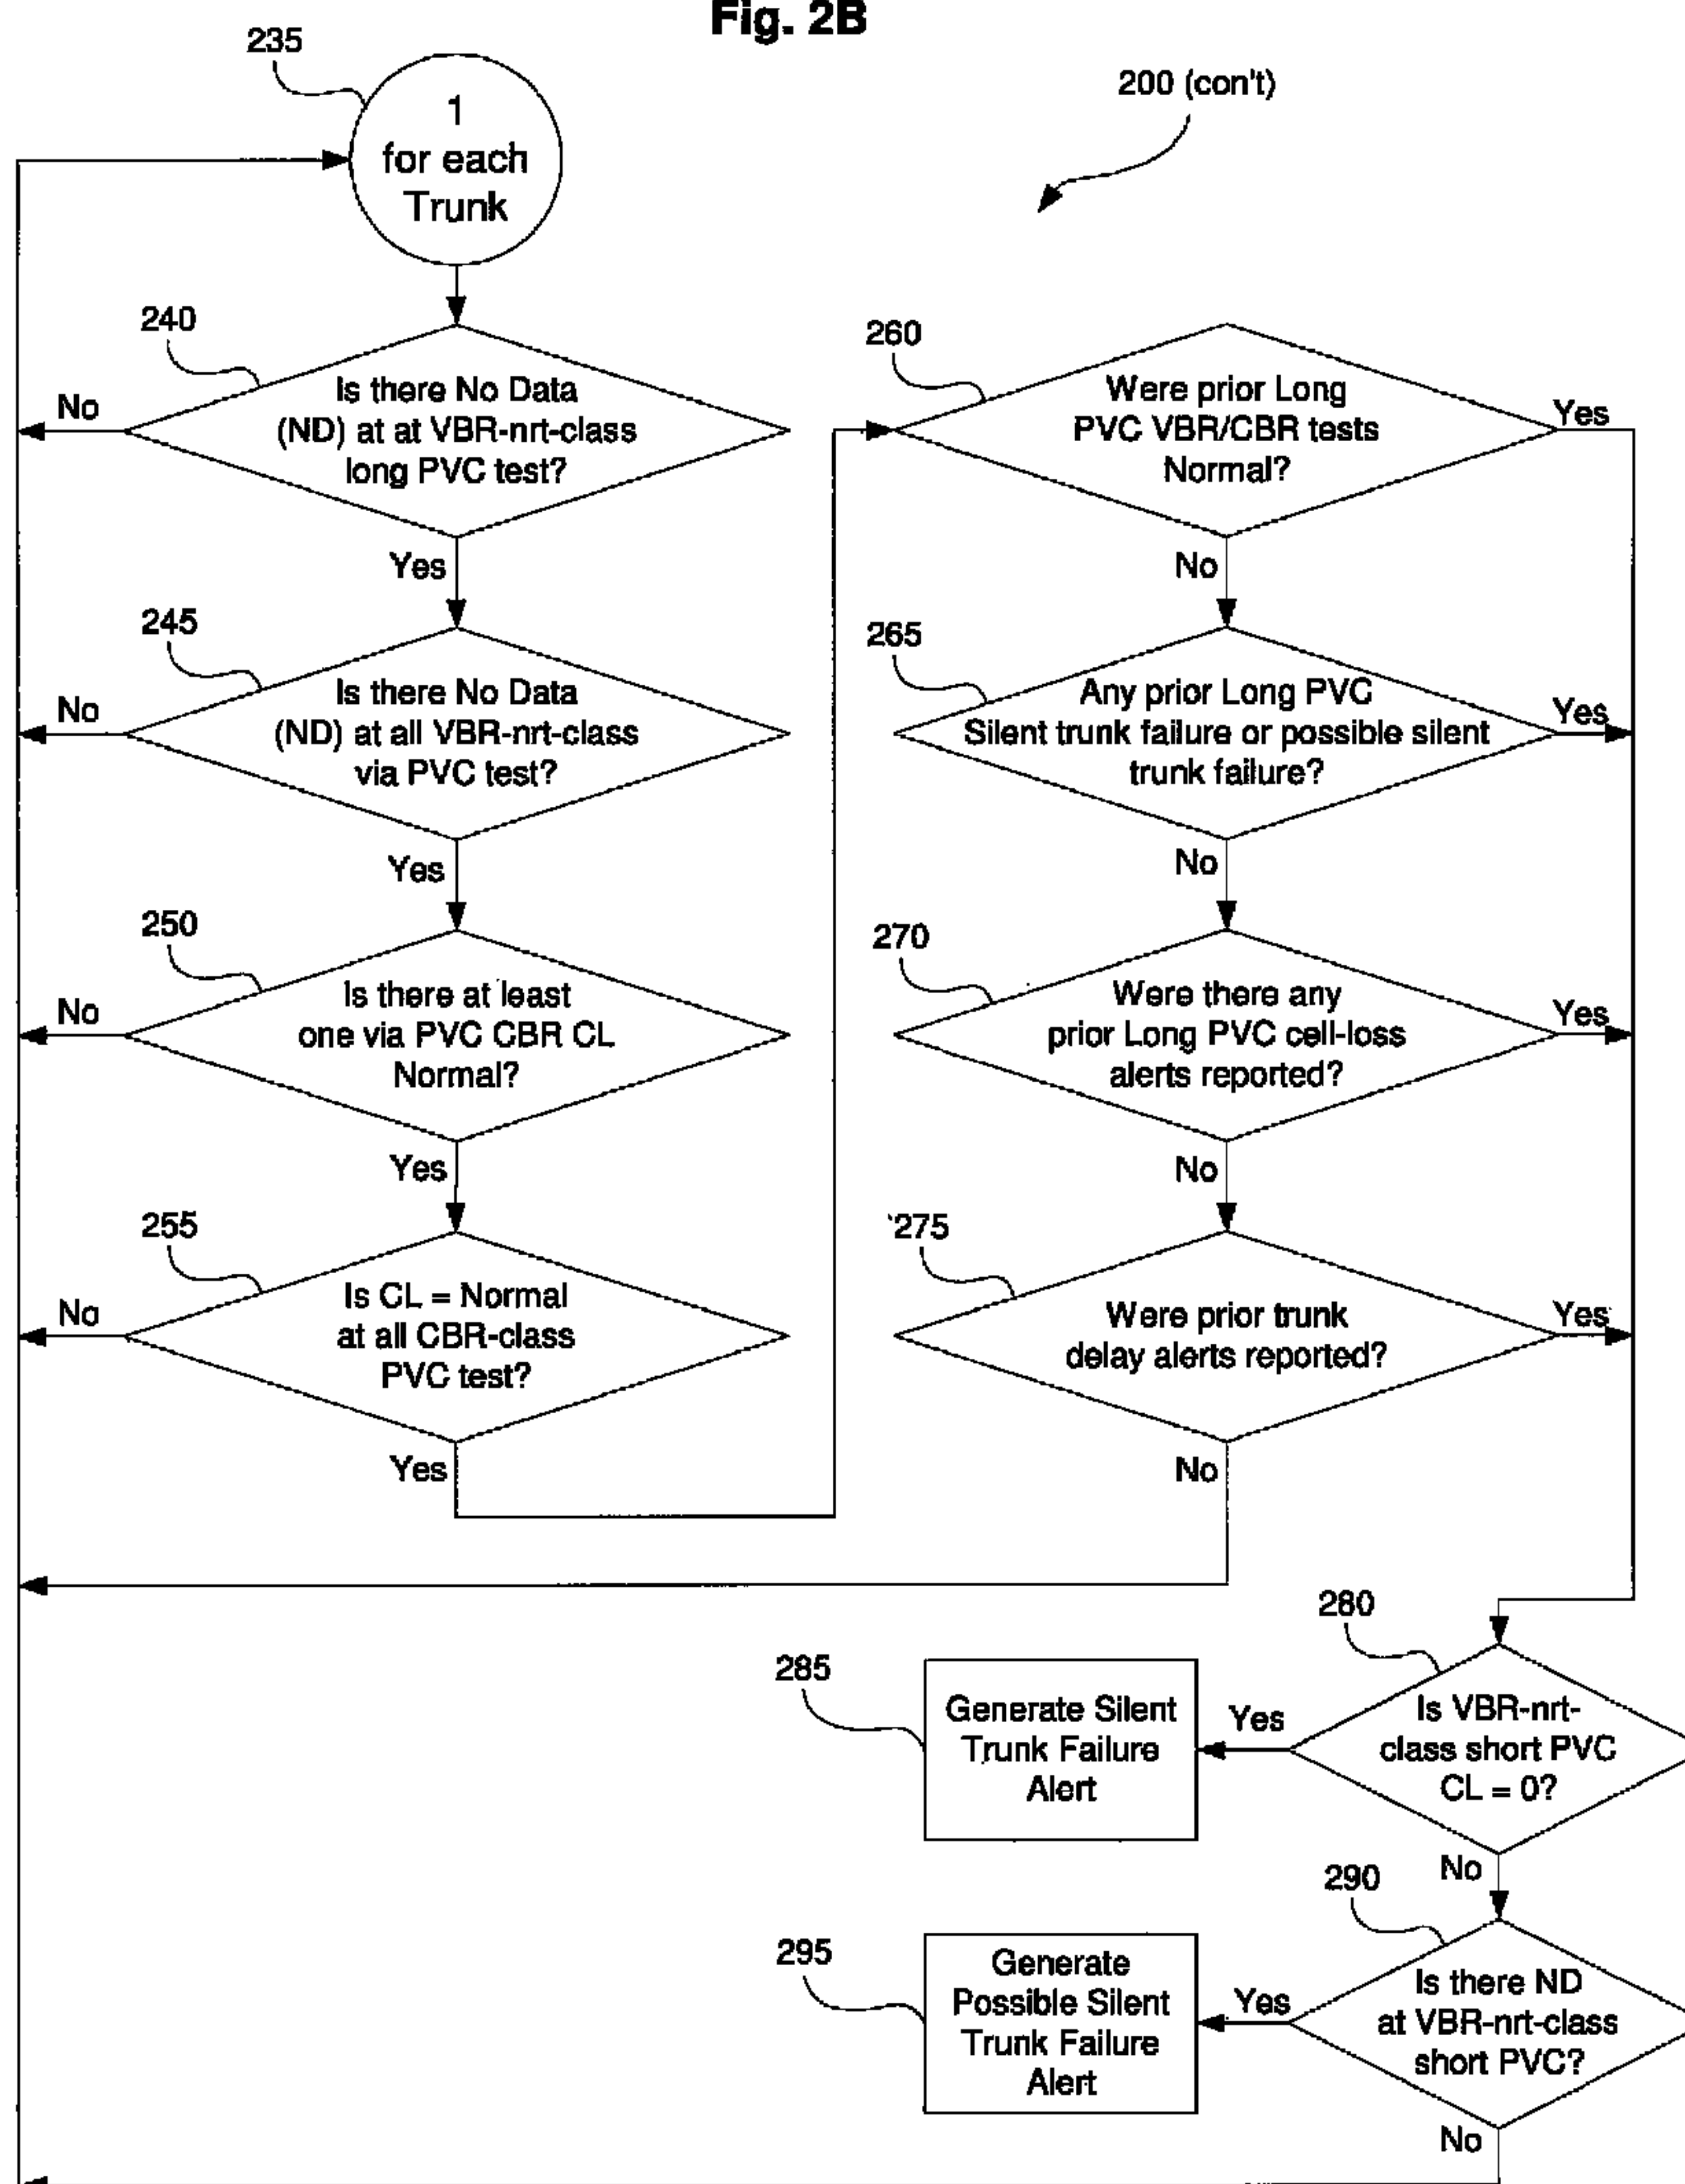 Fig. 2B
235
200 (con't)
1
for each
Trunk
240
Is there No Data
(ND) at at VBR-nrt-class
long PVC test?
No
Yes
245
Is there No Data
(ND) at all VBR-nrt-class
via PVC test?
No
Yes
250
Is there at least
one via PVC CBR CL
Normal?
No
Yes
255
Is CL = Normal
at all CBR-class
PVC test?
No
Yes
260
Were prior Long
PVC VBR/CBR tests
Normal?
Yes
No
265
Any prior Long PVC
Silent trunk failure or possible silent
trunk failure?
Yes
No
270
Were there any
prior Long PVC cell-loss
alerts reported?
Yes
No
275
Were prior trunk
delay alerts reported?
Yes
No
280
Is VBR-nrt-
class short PVC
CL = 0?
Yes
No
285
Generate Silent
Trunk Failure
Alert
290
Is there ND
at VBR-nrt-class
short PVC?
Yes
No
295
Generate
Possible Silent
Trunk Failure
Alert